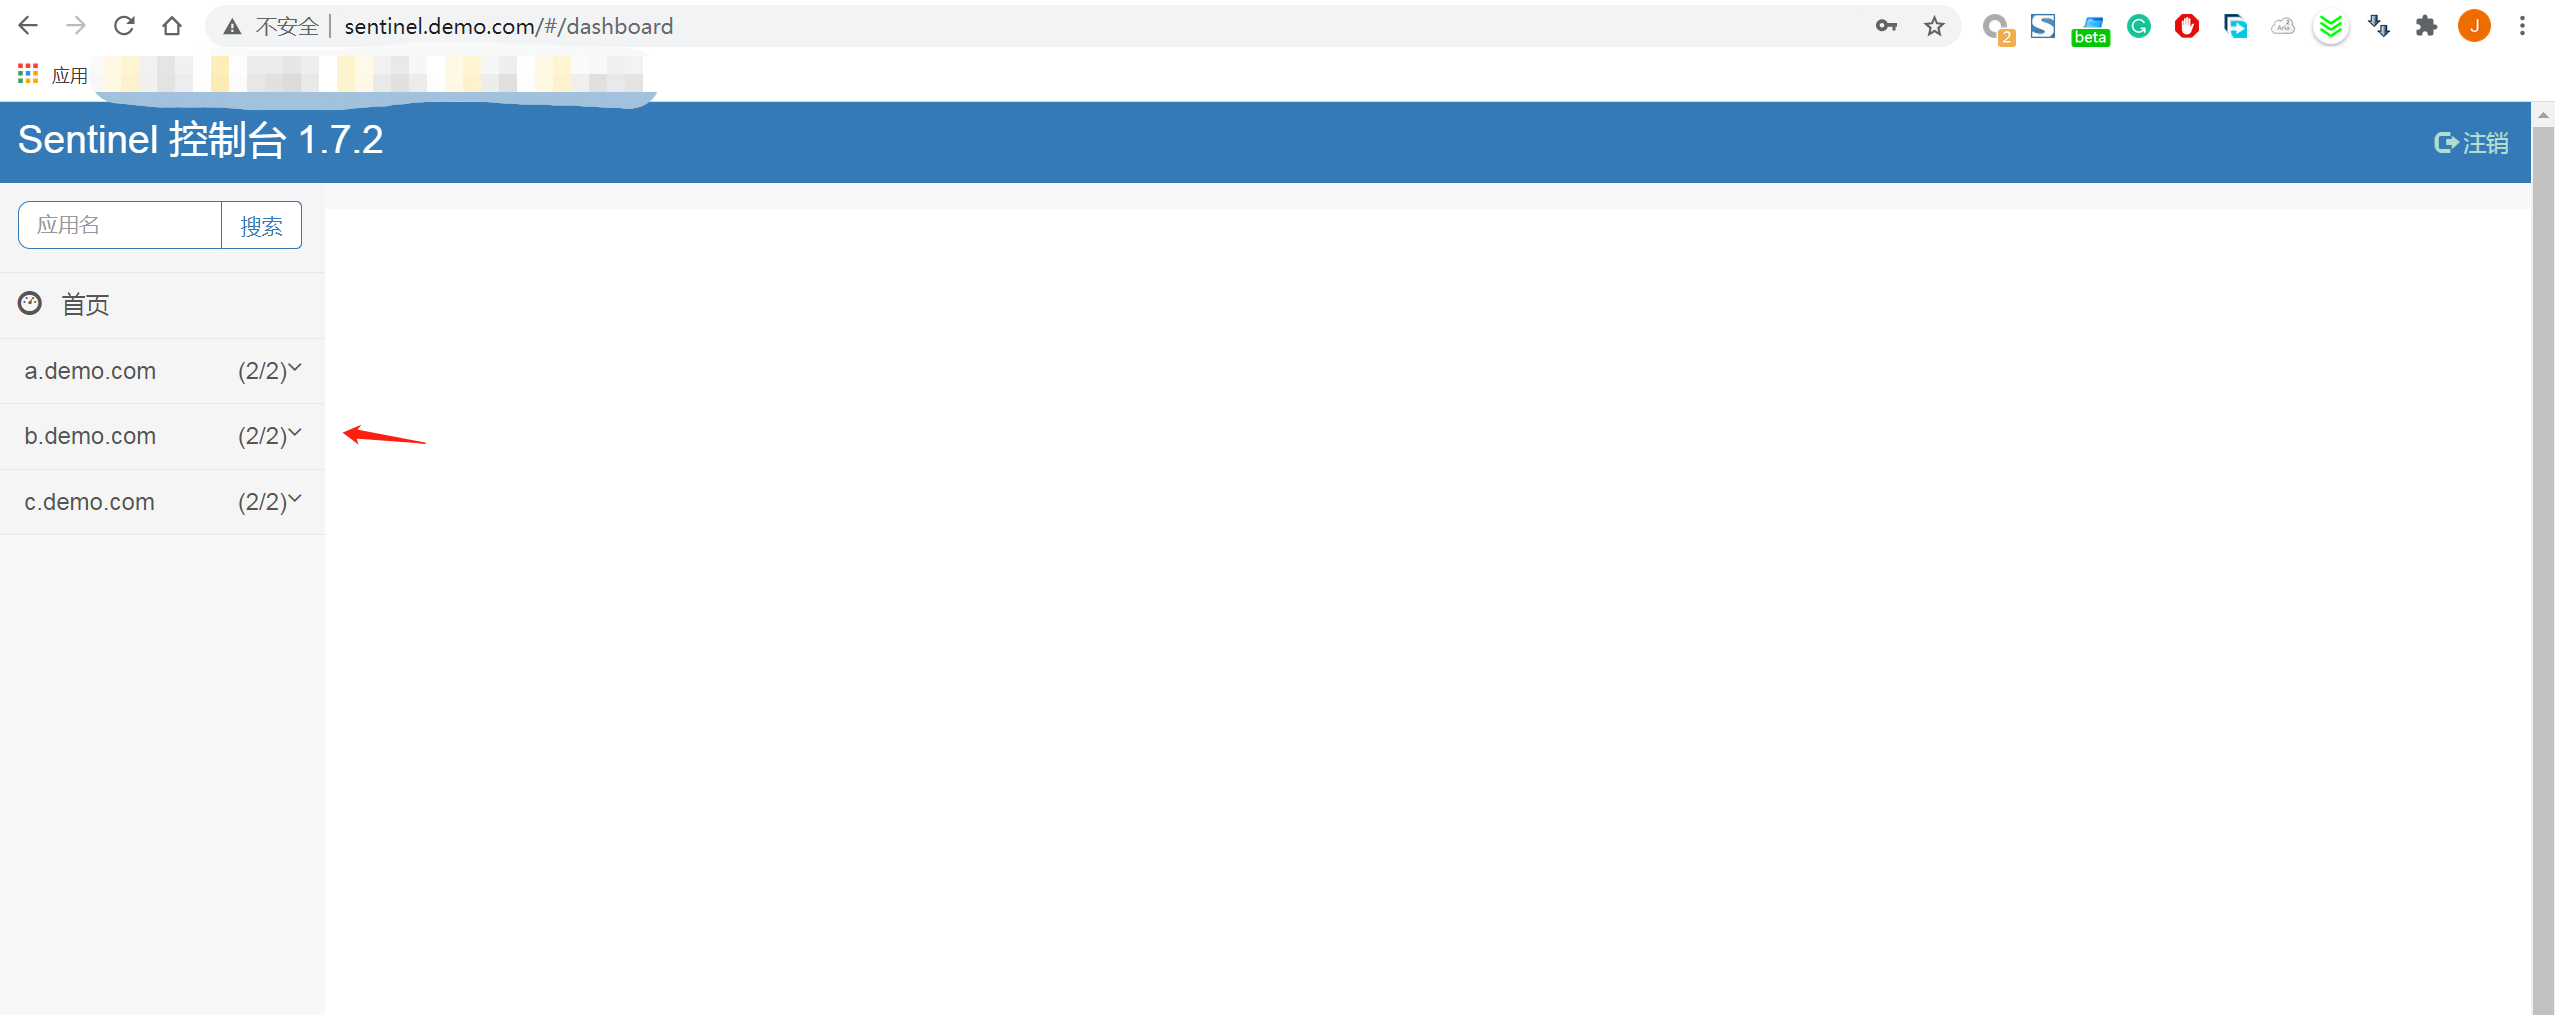 不安全 sentinel.demo.com/#/dashboard
2
beta
J
应用
Sentinel 控制台 1.7.2
注销
应用名 搜索
首页
a.demo.com (2/2)
b.demo.com (2/2)
c.demo.com (2/2)